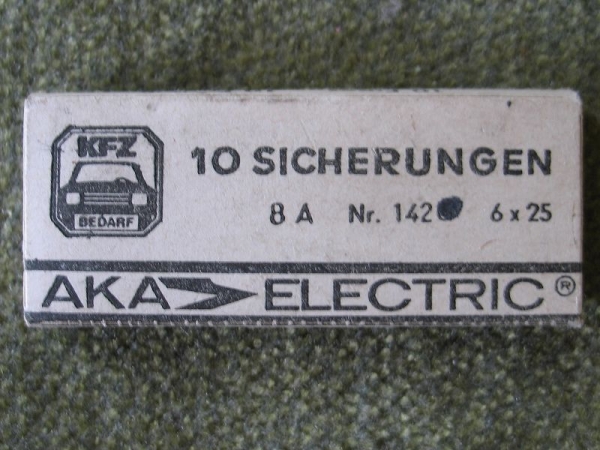 KFZ
BEDARF
10 SICHERUNGEN
8 A Nr. 142 6 x 25
AKA ELECTRIC ®